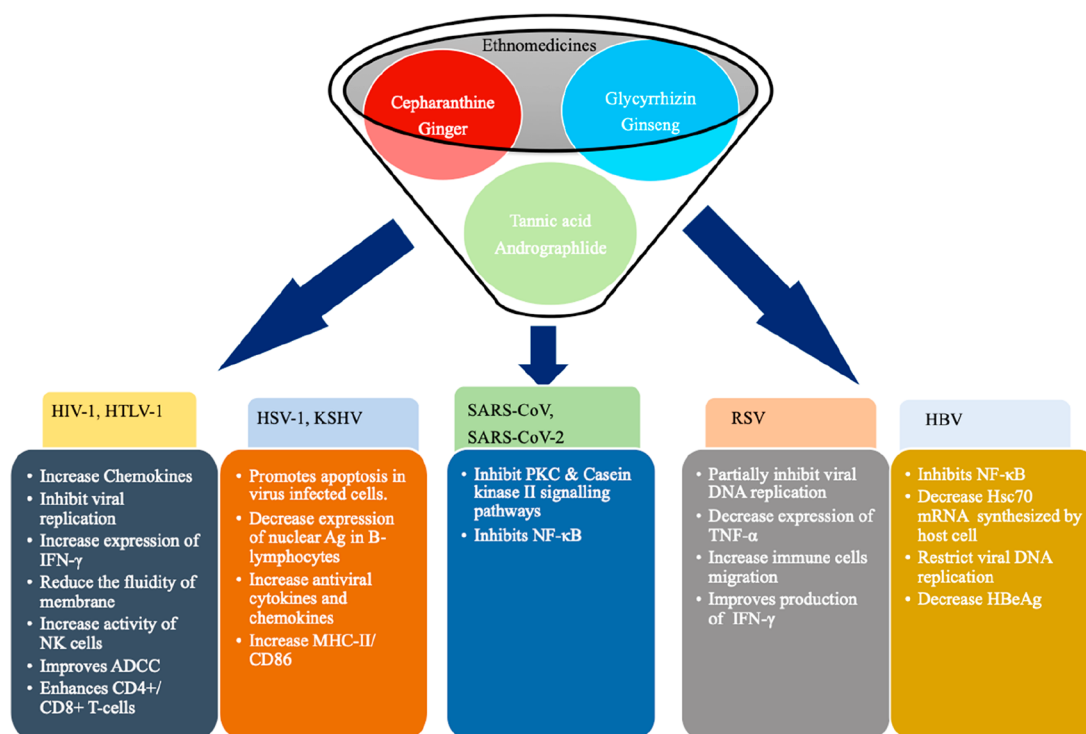 Ethnomedicines
Cepharanthine
Ginger
Glycyrrhizin
Ginseng
Tannic acid
Andrographlide
HIV-1, HTLV-1
• Increase Chemokines
• Inhibit viral
replication
• Increase expression of
IFN-γ
• Reduce the fluidity of
membrane
• Increase activity of
NK cells
• Improves ADCC
• Enhances CD4+/
CD8+ T-cells
HSV-1, KSHV
• Promotes apoptosis in
virus infected cells.
• Decrease expression
of nuclear Ag in B-
lymphocytes
• Increase antiviral
cytokines and
chemokines
• Increase MHC-II/
CD86
SARS-CoV,
SARS-CoV-2
• Inhibit PKC & Casein
kinase II signalling
pathways
• Inhibits NF-κB
RSV
• Partially inhibit viral
DNA replication
• Decrease expression of
TNF-α
• Increase immune cells
migration
• Improves production
of IFN-γ
HBV
• Inhibits NF-κB
• Decrease Hsc70
mRNA synthesized by
host cell
• Restrict viral DNA
replication
• Decrease HBeAg